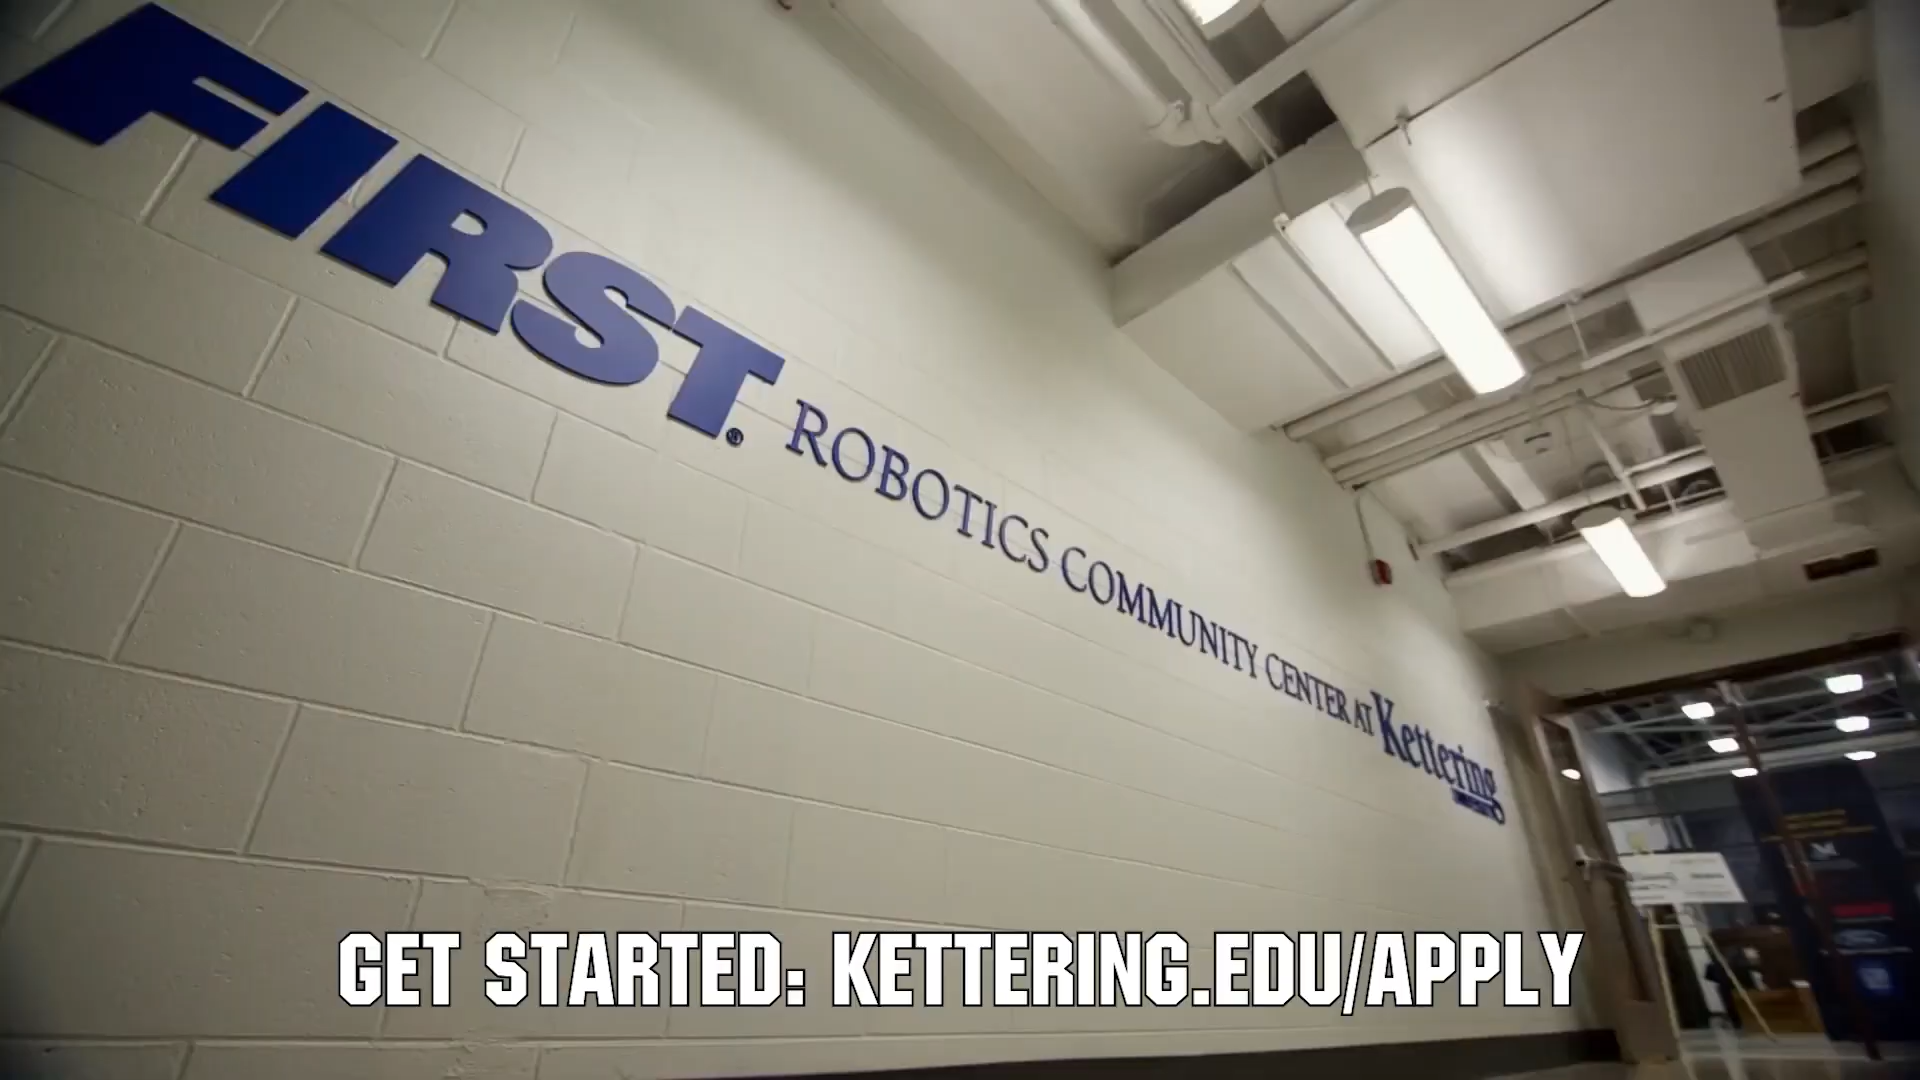 FIRST® ROBOTICS COMMUNITY CENTER AT Kettering
GET STARTED: KETTERING.EDU/APPLY